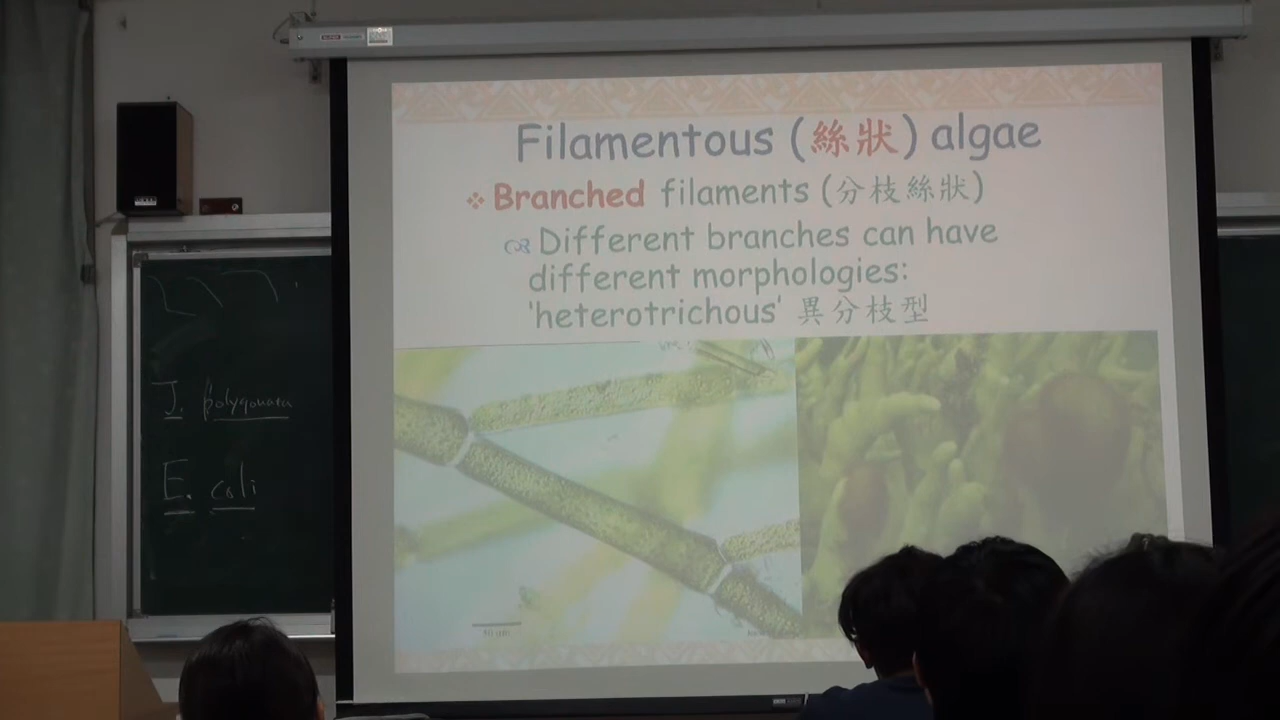 Filamentous (絲狀) algae
Branched filaments (分枝絲狀)
Different branches can have
different morphologies:
'heterotrichous' 異分枝型
J. polygonata
E. coli